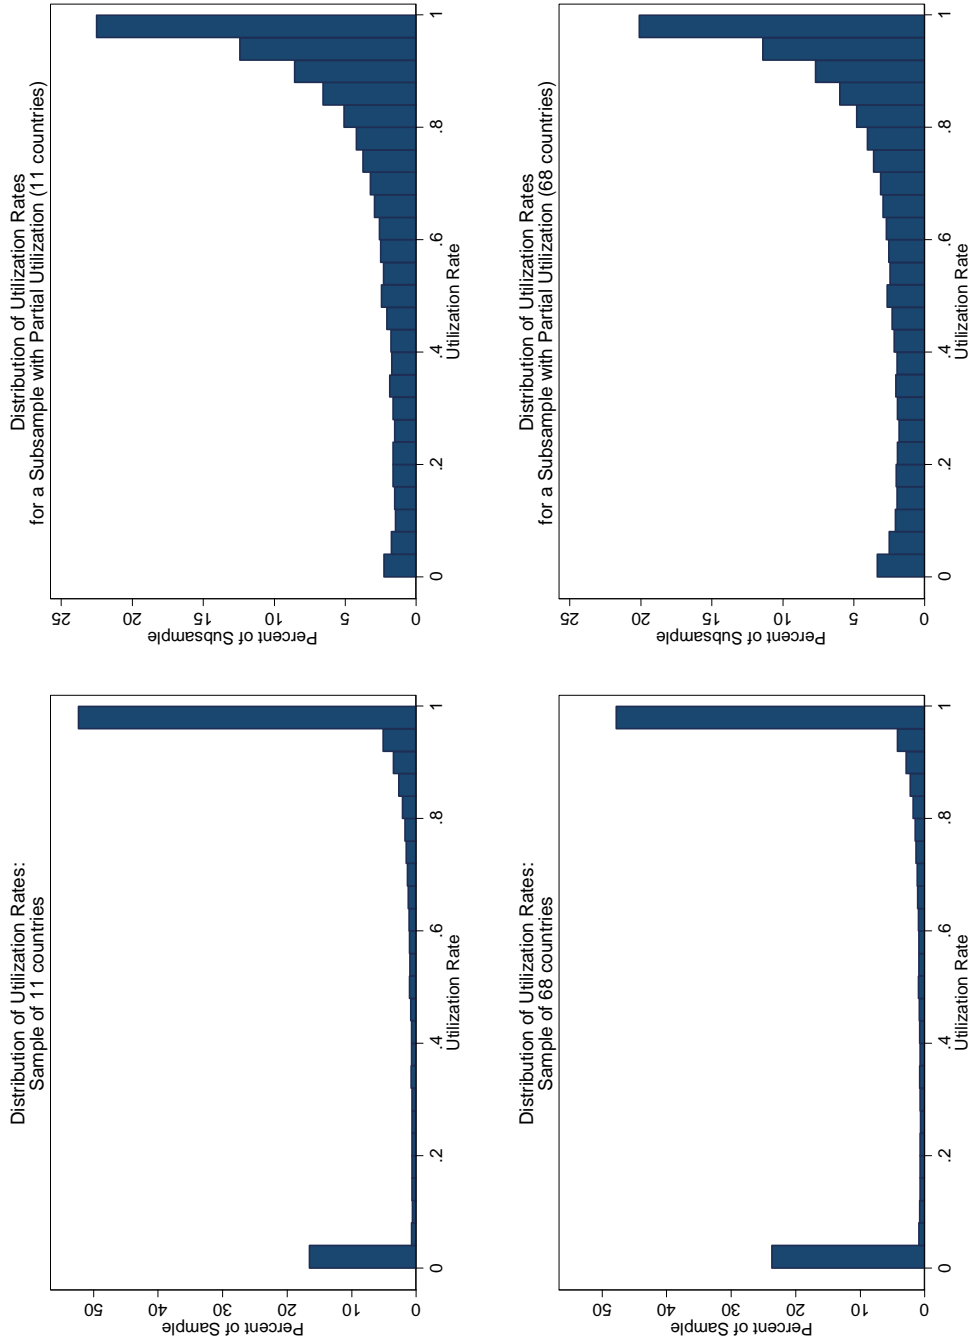 Distribution of Utilization Rates:
Sample of 11 countries
Percent of Sample
50
40
30
20
10
0
0 .2 .4 .6 .8 1
Utilization Rate
Distribution of Utilization Rates
for a Subsample with Partial Utilization (11 countries)
Percent of Subsample
25
20
15
10
5
0
0 .2 .4 .6 .8 1
Utilization Rate
Distribution of Utilization Rates:
Sample of 68 countries
Percent of Sample
50
40
30
20
10
0
0 .2 .4 .6 .8 1
Utilization Rate
Distribution of Utilization Rates
for a Subsample with Partial Utilization (68 countries)
Percent of Subsample
25
20
15
10
5
0
0 .2 .4 .6 .8 1
Utilization Rate